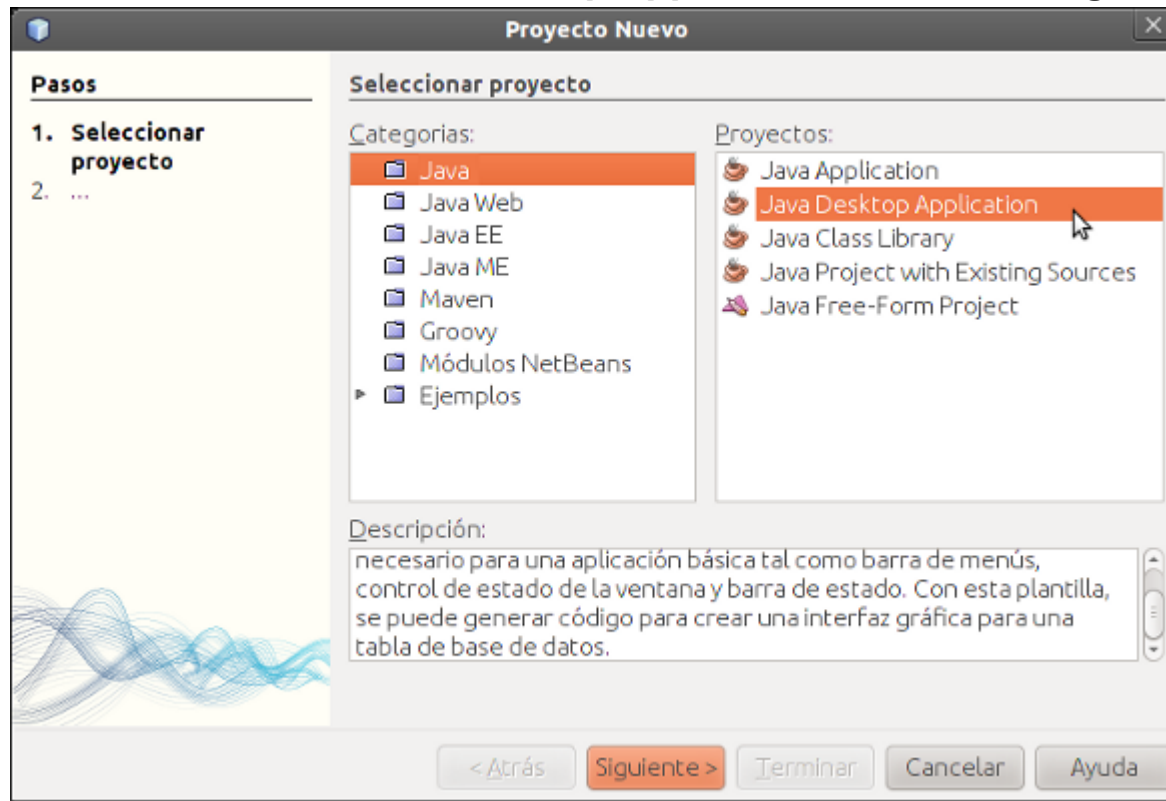 Proyecto Nuevo
Pasos
1. Seleccionar
proyecto
2. ...
Seleccionar proyecto
Categorias:
Java
Java Web
Java EE
Java ME
Maven
Groovy
Módulos NetBeans
Ejemplos
Proyectos:
Java Application
Java Desktop Application
Java Class Library
Java Project with Existing Sources
Java Free-Form Project
Descripción:
necesario para una aplicación básica tal como barra de menús,
control de estado de la ventana y barra de estado. Con esta plantilla,
se puede generar código para crear una interfaz gráfica para una
tabla de base de datos.
< Atrás
Siguiente >
Terminar
Cancelar
Ayuda